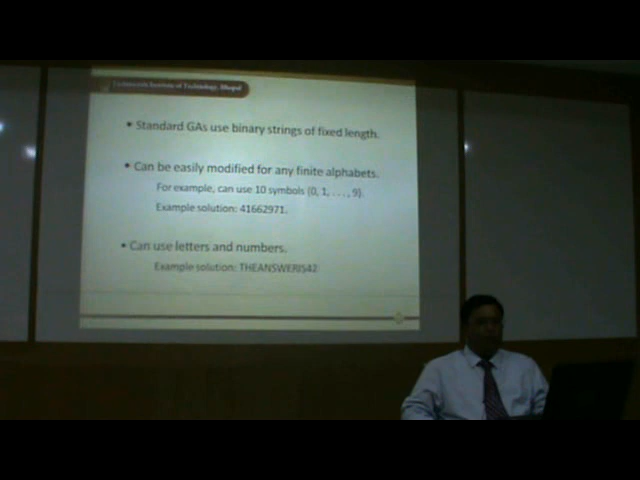 Institute of Technology, Bhopal
• Standard GAs use binary strings of fixed length.
• Can be easily modified for any finite alphabets.
For example, can use 10 symbols (0, 1, . . . , 9).
Example solution: 41662971.
• Can use letters and numbers.
Example solution: THEANSWERIS42